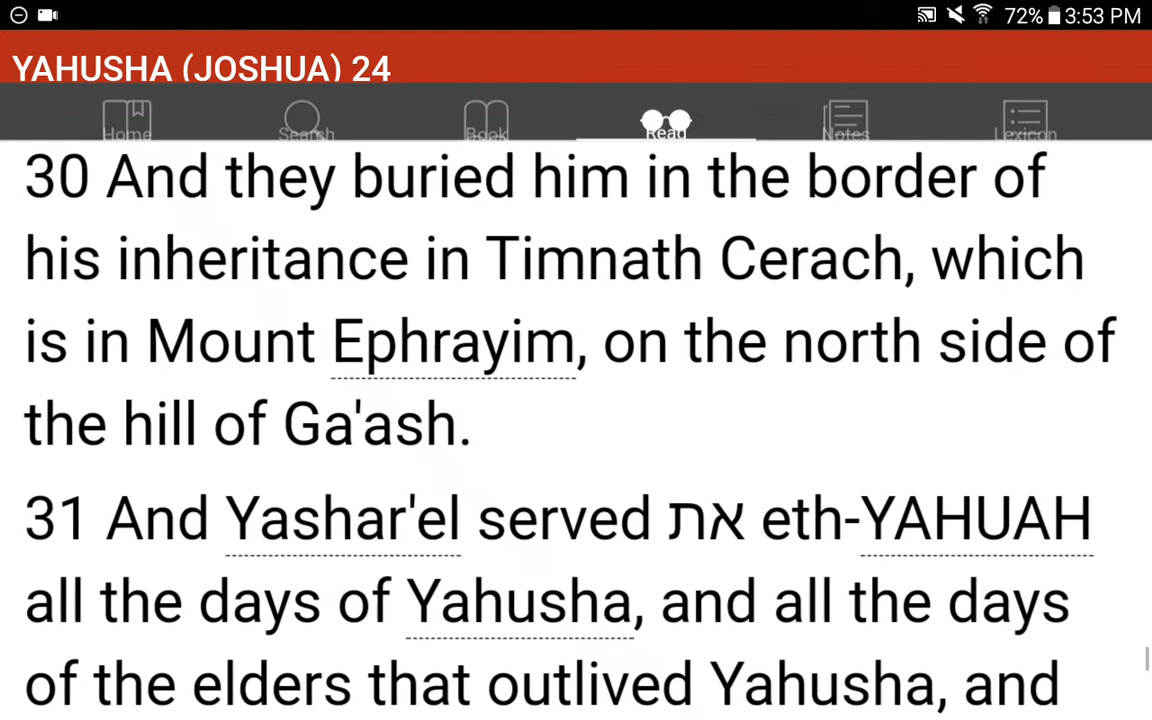 72% 3:53 PM
YAHUSHA (JOSHUA) 24
Home Search Book Read Notes Lexicon
30 And they buried him in the border of
his inheritance in Timnath Cerach, which
is in Mount Ephrayim, on the north side of
the hill of Ga'ash.
31 And Yashar'el served את eth-YAHUAH
all the days of Yahusha, and all the days
of the elders that outlived Yahusha, and